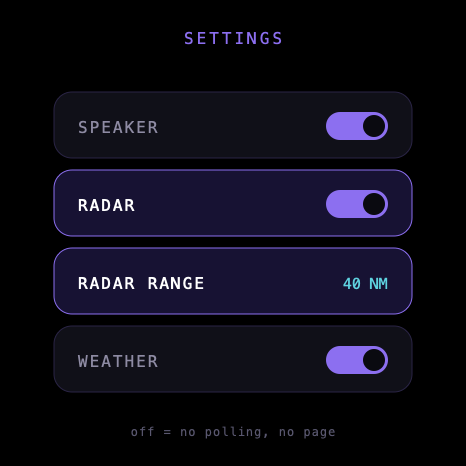 SETTINGS
SPEAKER
RADAR
RADAR RANGE 40 NM
WEATHER
off = no polling, no page